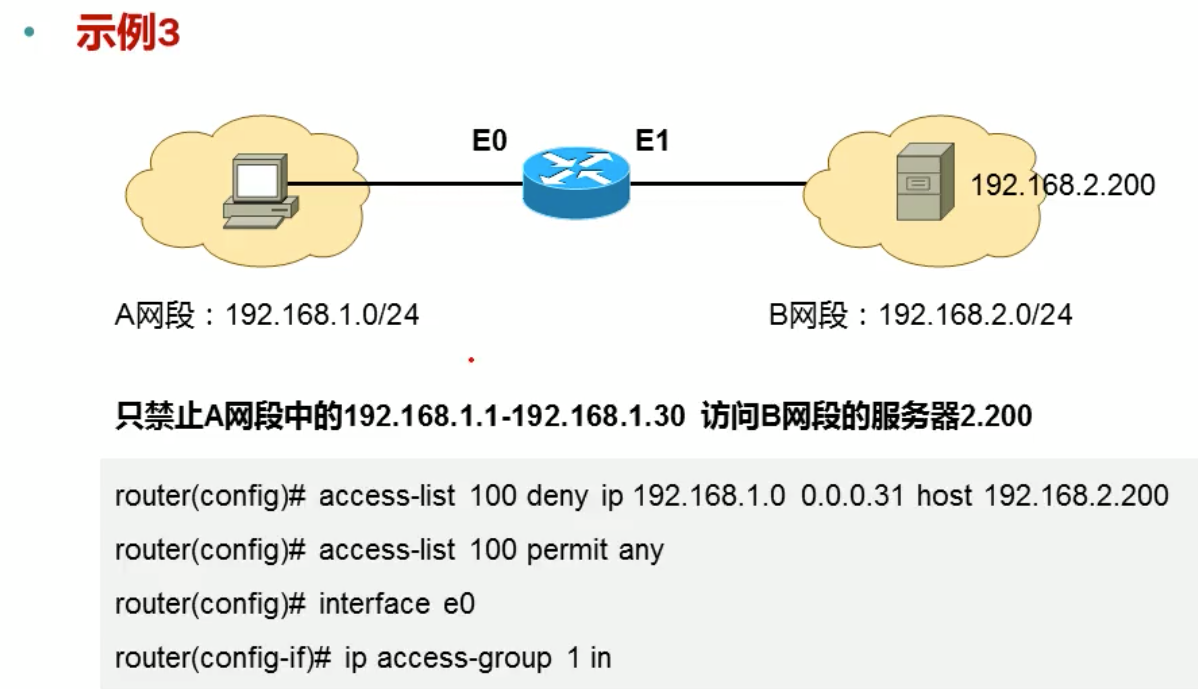 示例3
E0
E1
192.168.2.200
A网段：192.168.1.0/24
B网段：192.168.2.0/24
只禁止A网段中的192.168.1.1-192.168.1.30 访问B网段的服务器2.200
router(config)# access-list 100 deny ip 192.168.1.0 0.0.0.31 host 192.168.2.200
router(config)# access-list 100 permit any
router(config)# interface e0
router(config-if)# ip access-group 1 in